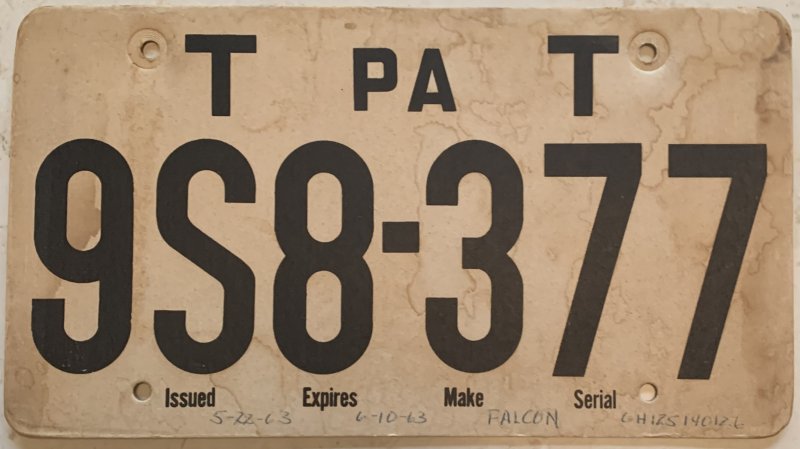 T PA T
9S8-377
Issued Expires Make Serial
5-22-63 6-10-63 FALCON